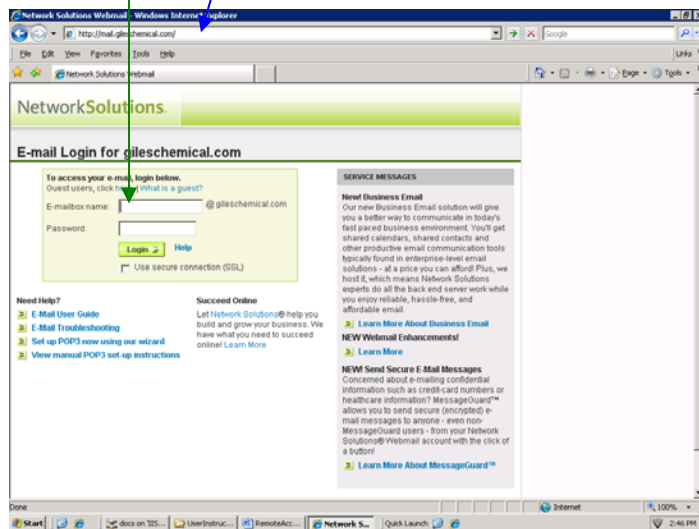 Network Solutions Webmail - Windows Internet Explorer
http://mail.gileschemical.com/
Google
File Edit View Favorites Tools Help
Links
Network Solutions Webmail
Page Tools
NetworkSolutions.
E-mail Login for gileschemical.com
To access your e-mail, login below.
Guest users, click here | What is a guest?
E-mailbox name: @gileschemical.com
Password:
Login Help
Use secure connection (SSL)
Need Help?
E-Mail User Guide
E-Mail Troubleshooting
Set up POP3 now using our wizard
View manual POP3 set-up instructions
Succeed Online
Let Network Solutions® help you
build and grow your business. We
have what you need to succeed
online! Learn More
SERVICE MESSAGES
New! Business Email
Our new Business Email solution will give
you a better way to communicate in today's
fast paced business environment. You'll get
shared calendars, shared contacts and
other productive email communication tools
typically found in enterprise-level email
solutions - at a price you can afford! Plus, we
host it, which means Network Solutions
experts do all the back end server work while
you enjoy reliable, hassle-free, and
affordable email.
Learn More About Business Email
NEW Webmail Enhancements!
Learn More
NEW! Send Secure E-Mail Messages
Concerned about e-mailing confidential
information such as credit-card numbers or
healthcare information? MessageGuard™
allows you to send secure (encrypted) e-
mail messages to anyone - even non-
MessageGuard users - from your Network
Solutions® Webmail account with the click of
a button!
Learn More About MessageGuard™
Done Internet 100%
Start docs on TIS... UserInstruc... RemoteAcc... Network S... Quick Launch 2:46 PM